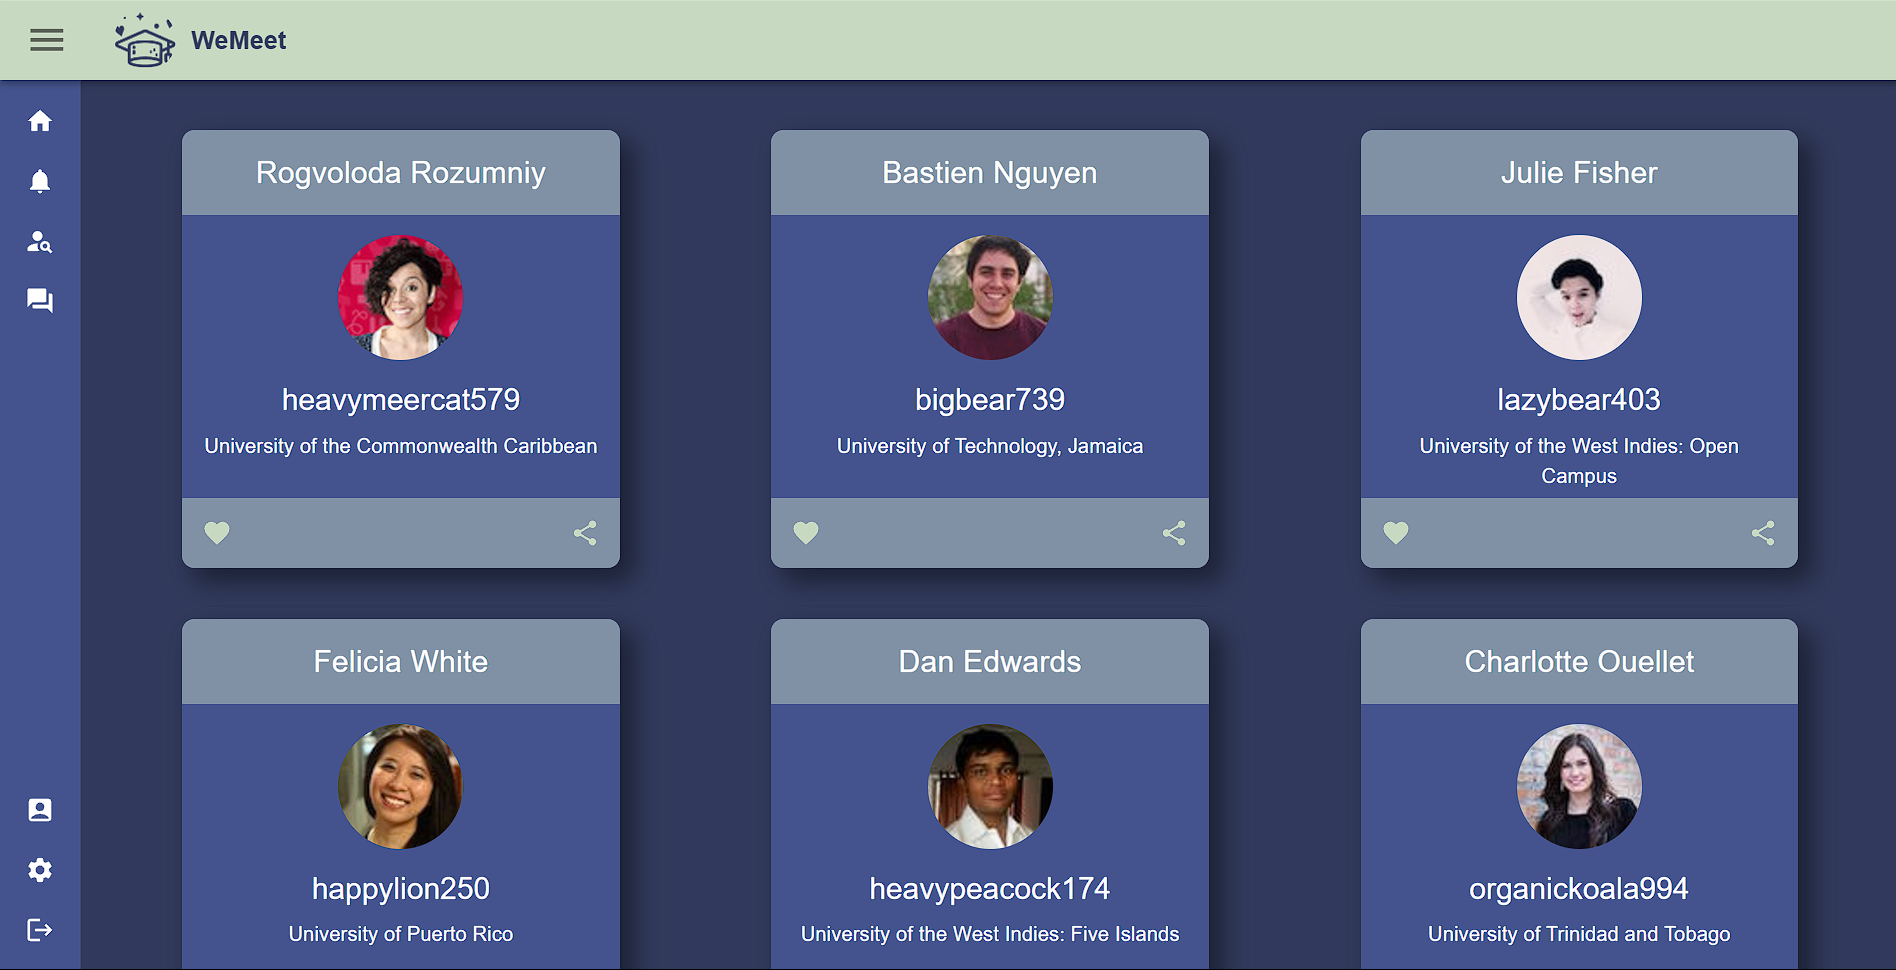 WeMeet
Rogvoloda Rozumniy
heavymeercat579
University of the Commonwealth Caribbean
Bastien Nguyen
bigbear739
University of Technology, Jamaica
Julie Fisher
lazybear403
University of the West Indies: Open
Campus
Felicia White
happylion250
University of Puerto Rico
Dan Edwards
heavypeacock174
University of the West Indies: Five Islands
Charlotte Ouellet
organickoala994
University of Trinidad and Tobago